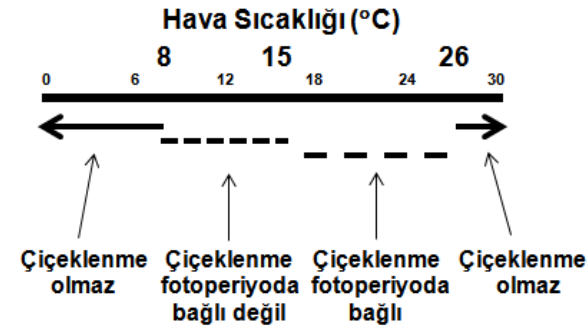 Hava Sıcaklığı (°C)
8 15 26
0 6 12 18 24 30
Çiçeklenme olmaz
Çiçeklenme fotoperiyoda bağlı değil
Çiçeklenme fotoperiyoda bağlı
Çiçeklenme olmaz